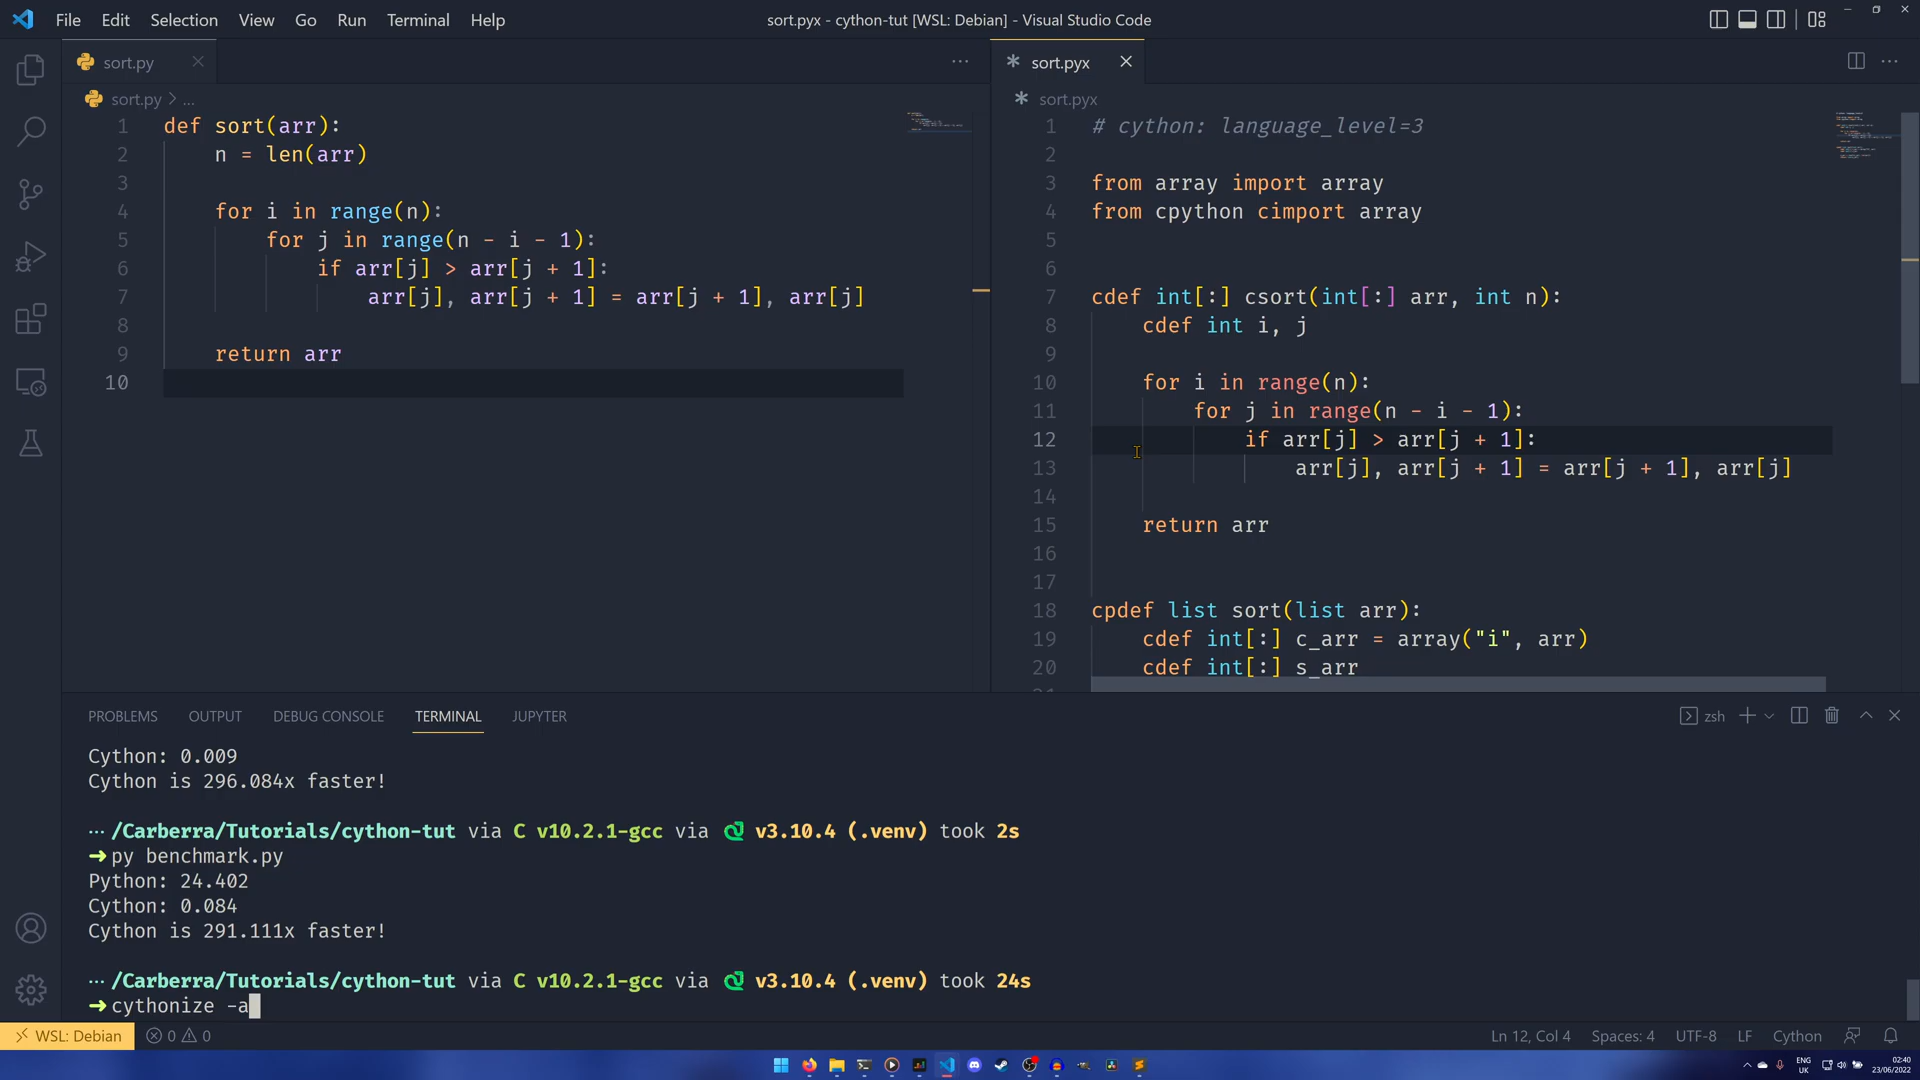 File Edit Selection View Go Run Terminal Help
sort.pyx - cython-tut [WSL: Debian] - Visual Studio Code
sort.py
sort.py > ...
1 def sort(arr):
2     n = len(arr)
3
4     for i in range(n):
5         for j in range(n - i - 1):
6             if arr[j] > arr[j + 1]:
7                 arr[j], arr[j + 1] = arr[j + 1], arr[j]
8
9     return arr
10
sort.pyx
sort.pyx
1 # cython: language_level=3
2
3 from array import array
4 from cpython cimport array
5
6
7 cdef int[:] csort(int[:] arr, int n):
8     cdef int i, j
9
10     for i in range(n):
11         for j in range(n - i - 1):
12             if arr[j] > arr[j + 1]:
13                 arr[j], arr[j + 1] = arr[j + 1], arr[j]
14
15     return arr
16
17
18 cpdef list sort(list arr):
19     cdef int[:] c_arr = array("i", arr)
20     cdef int[:] s_arr
PROBLEMS OUTPUT DEBUG CONSOLE TERMINAL JUPYTER
zsh
Cython: 0.009
Cython is 296.084x faster!
··· /Carberra/Tutorials/cython-tut via C v10.2.1-gcc via v3.10.4 (.venv) took 2s
➜ py benchmark.py
Python: 24.402
Cython: 0.084
Cython is 291.111x faster!
··· /Carberra/Tutorials/cython-tut via C v10.2.1-gcc via v3.10.4 (.venv) took 24s
➜ cythonize -a
WSL: Debian 0 0
Ln 12, Col 4 Spaces: 4 UTF-8 LF Cython
ENG
UK
02:40
23/06/2022